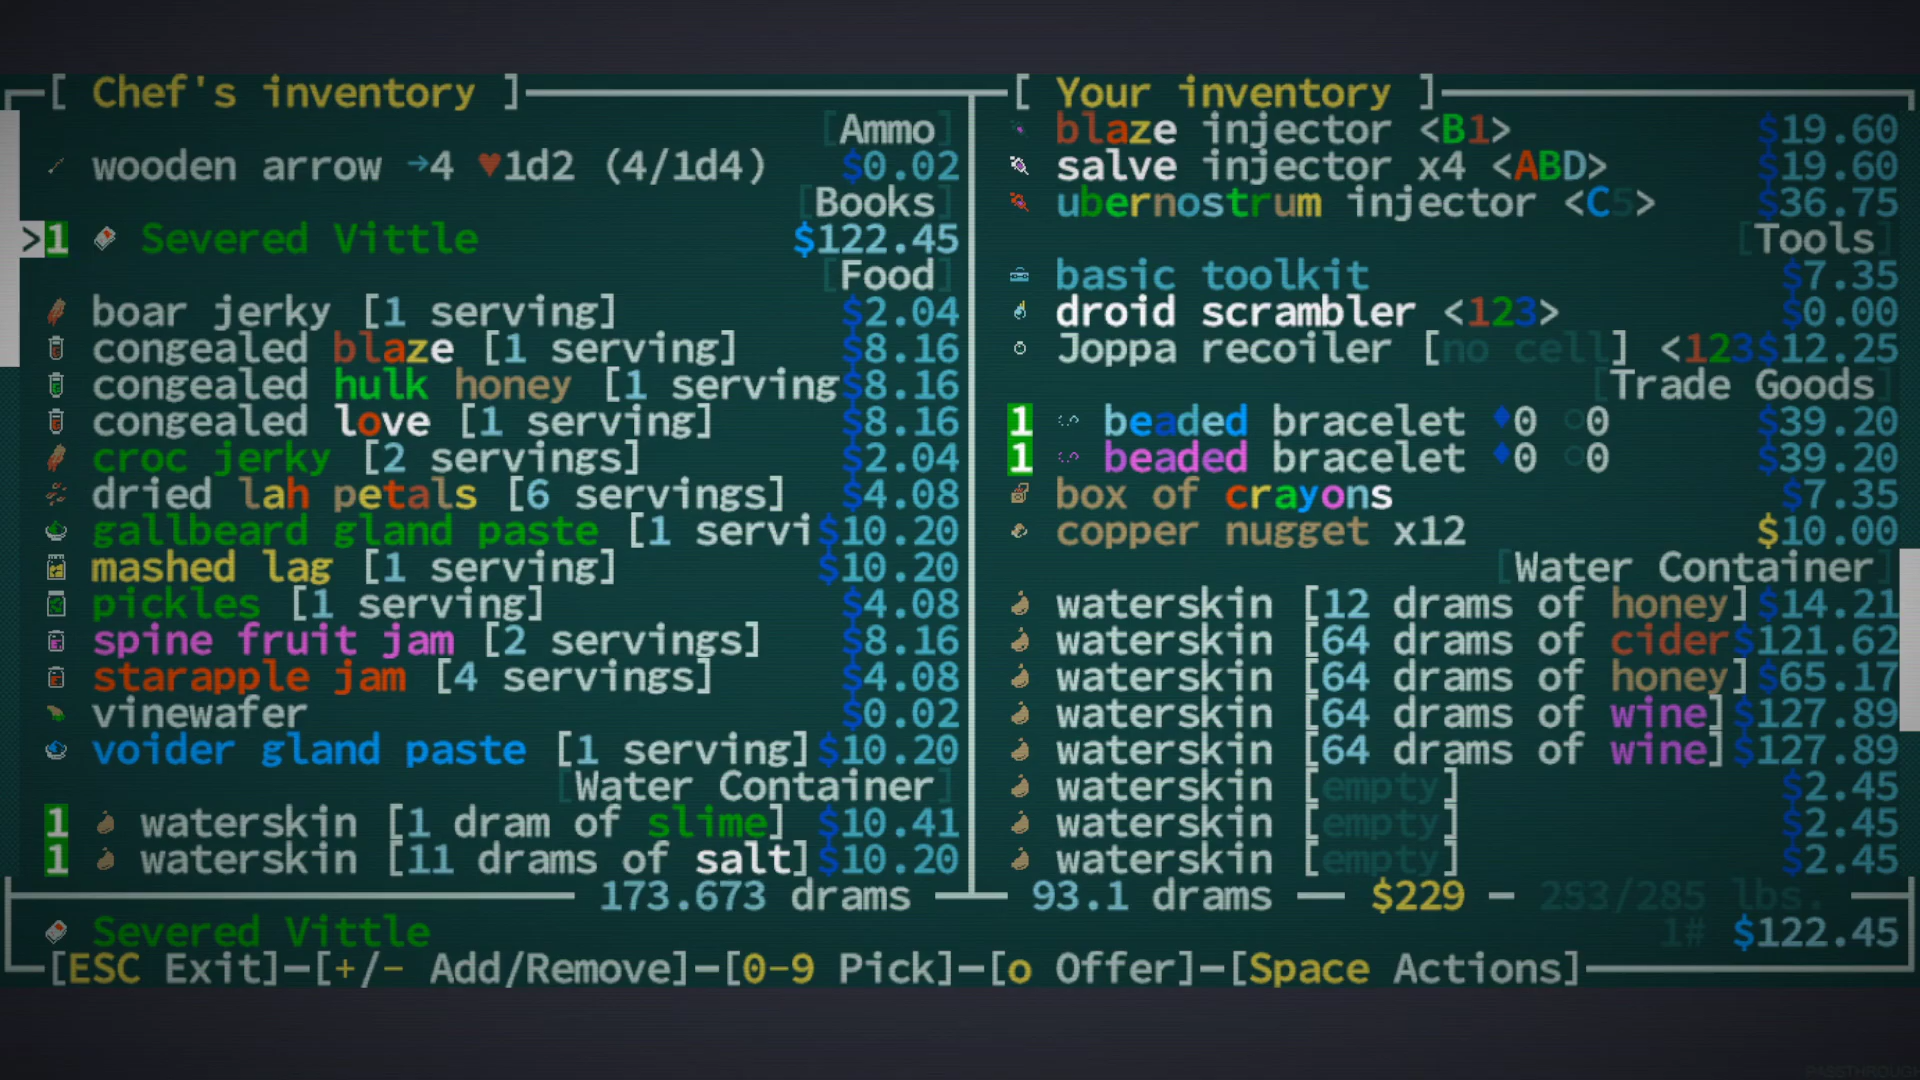 [ Chef's inventory ]
[Ammo]
wooden arrow →4 ♥1d2 (4/1d4) $0.02
[Books]
>1 Severed Vittle $122.45
[Food]
boar jerky [1 serving] $2.04
congealed blaze [1 serving] $8.16
congealed hulk honey [1 serving $8.16
congealed love [1 serving] $8.16
croc jerky [2 servings] $2.04
dried lah petals [6 servings] $4.08
gallbeard gland paste [1 servi $10.20
mashed lag [1 serving] $10.20
pickles [1 serving] $4.08
spine fruit jam [2 servings] $8.16
starapple jam [4 servings] $4.08
vinewafer $0.02
voider gland paste [1 serving] $10.20
[Water Container]
1 waterskin [1 dram of slime] $10.41
1 waterskin [11 drams of salt] $10.20
173.673 drams
[ Your inventory ]
blaze injector <B1> $19.60
salve injector x4 <ABD> $19.60
ubernostrum injector <C5> $36.75
[Tools]
basic toolkit $7.35
droid scrambler <123> $0.00
Joppa recoiler [no cell] <123 $12.25
[Trade Goods]
1 beaded bracelet ♦0 ○0 $39.20
1 beaded bracelet ♦0 ○0 $39.20
box of crayons $7.35
copper nugget x12 $10.00
[Water Container]
waterskin [12 drams of honey] $14.21
waterskin [64 drams of cider $121.62
waterskin [64 drams of honey] $65.17
waterskin [64 drams of wine] $127.89
waterskin [64 drams of wine] $127.89
waterskin [empty] $2.45
waterskin [empty] $2.45
waterskin [empty] $2.45
93.1 drams — $229 — 283/285 lbs.
Severed Vittle 1# $122.45
[ESC Exit]-[+/- Add/Remove]-[0-9 Pick]-[o Offer]-[Space Actions]